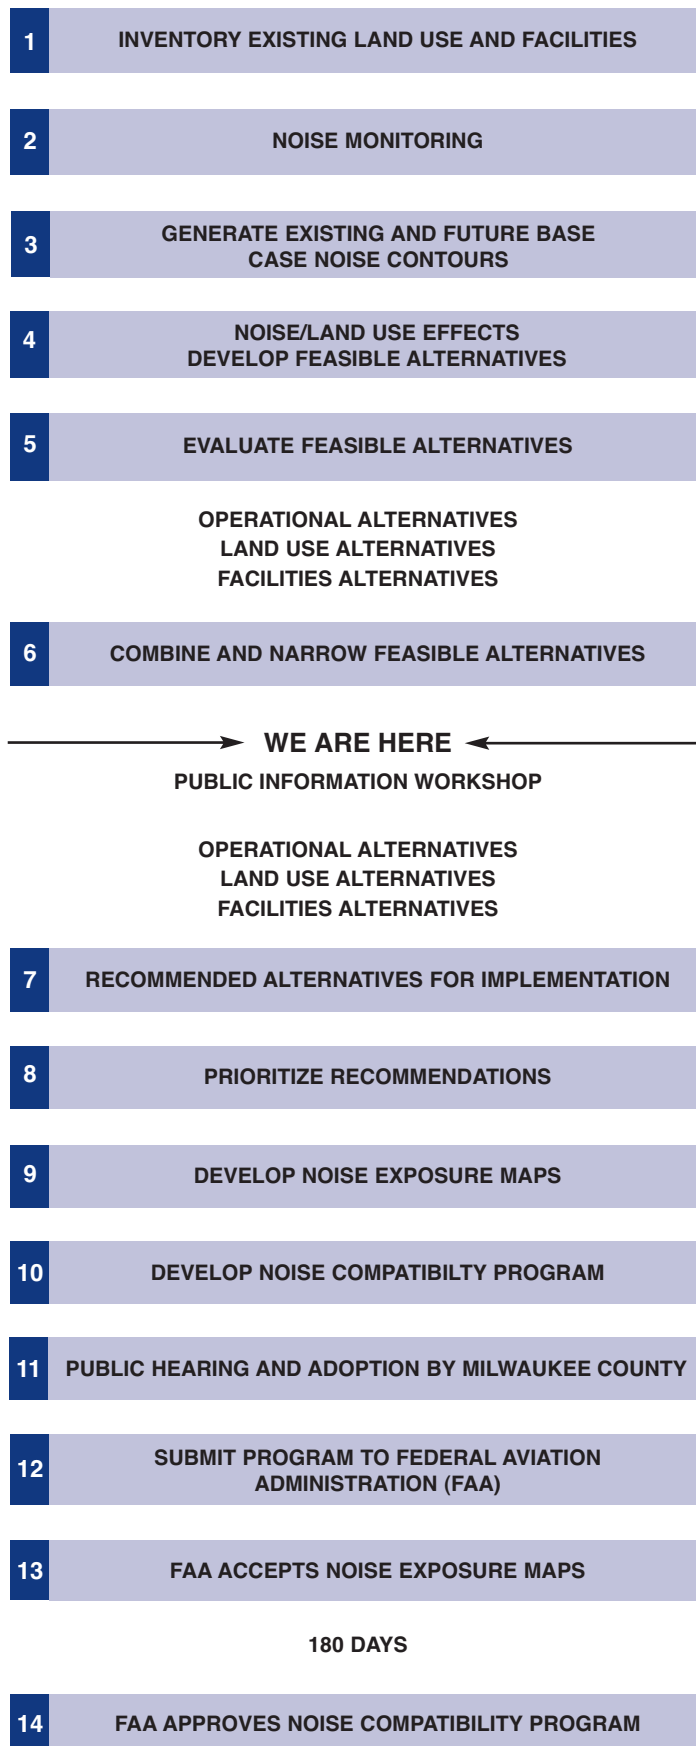 1 INVENTORY EXISTING LAND USE AND FACILITIES
2 NOISE MONITORING
3 GENERATE EXISTING AND FUTURE BASE
CASE NOISE CONTOURS
4 NOISE/LAND USE EFFECTS
DEVELOP FEASIBLE ALTERNATIVES
5 EVALUATE FEASIBLE ALTERNATIVES
OPERATIONAL ALTERNATIVES
LAND USE ALTERNATIVES
FACILITIES ALTERNATIVES
6 COMBINE AND NARROW FEASIBLE ALTERNATIVES
WE ARE HERE
PUBLIC INFORMATION WORKSHOP
OPERATIONAL ALTERNATIVES
LAND USE ALTERNATIVES
FACILITIES ALTERNATIVES
7 RECOMMENDED ALTERNATIVES FOR IMPLEMENTATION
8 PRIORITIZE RECOMMENDATIONS
9 DEVELOP NOISE EXPOSURE MAPS
10 DEVELOP NOISE COMPATIBILTY PROGRAM
11 PUBLIC HEARING AND ADOPTION BY MILWAUKEE COUNTY
12 SUBMIT PROGRAM TO FEDERAL AVIATION
ADMINISTRATION (FAA)
13 FAA ACCEPTS NOISE EXPOSURE MAPS
180 DAYS
14 FAA APPROVES NOISE COMPATIBILITY PROGRAM